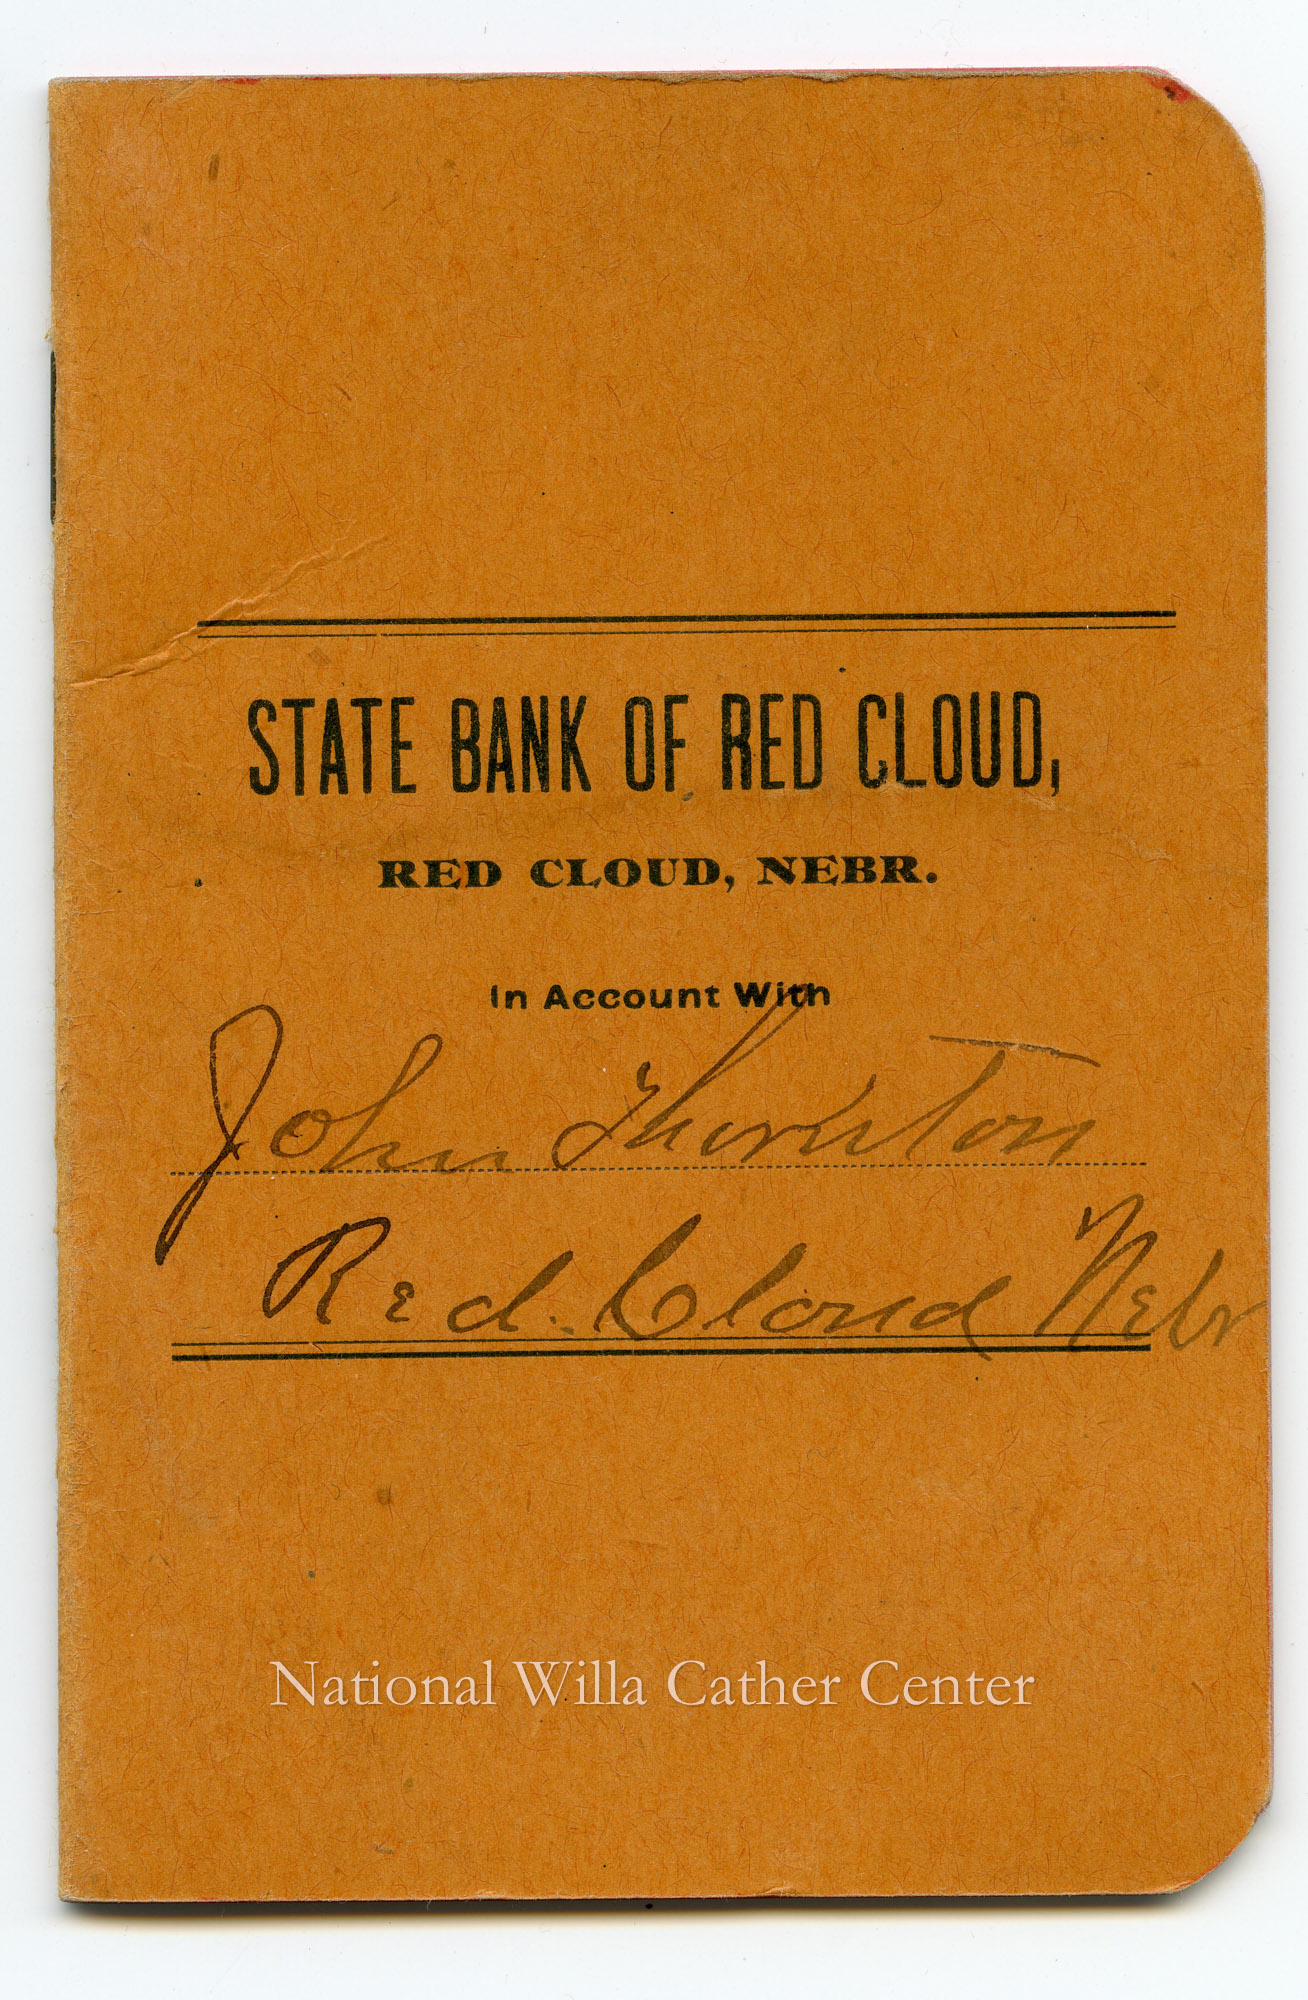 STATE BANK OF RED CLOUD,
RED CLOUD, NEBR.
In Account With
John Thornton
Red Cloud Nebr
National Willa Cather Center